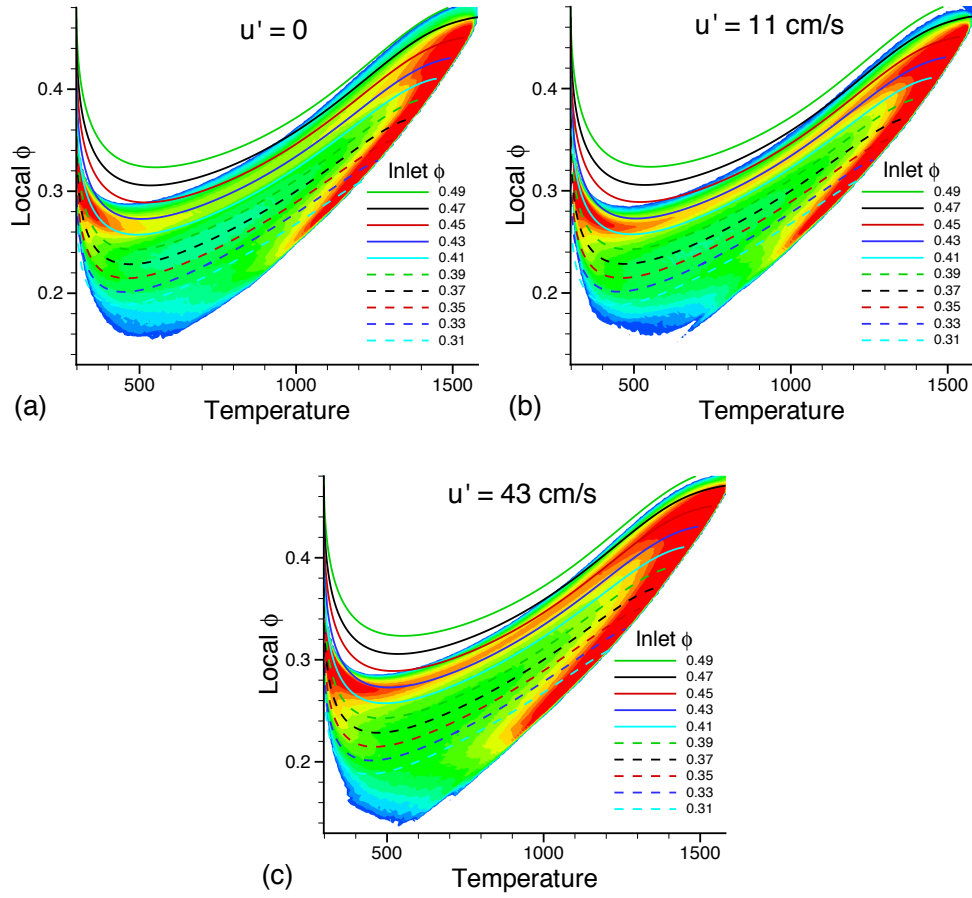 u' = 0
Local ϕ
0.4
0.3
0.2
Inlet ϕ
0.49
0.47
0.45
0.43
0.41
0.39
0.37
0.35
0.33
0.31
500 1000 1500
(a) Temperature
u' = 11 cm/s
Local ϕ
0.4
0.3
0.2
Inlet ϕ
0.49
0.47
0.45
0.43
0.41
0.39
0.37
0.35
0.33
0.31
500 1000 1500
(b) Temperature
u' = 43 cm/s
Local ϕ
0.4
0.3
0.2
Inlet ϕ
0.49
0.47
0.45
0.43
0.41
0.39
0.37
0.35
0.33
0.31
500 1000 1500
(c) Temperature